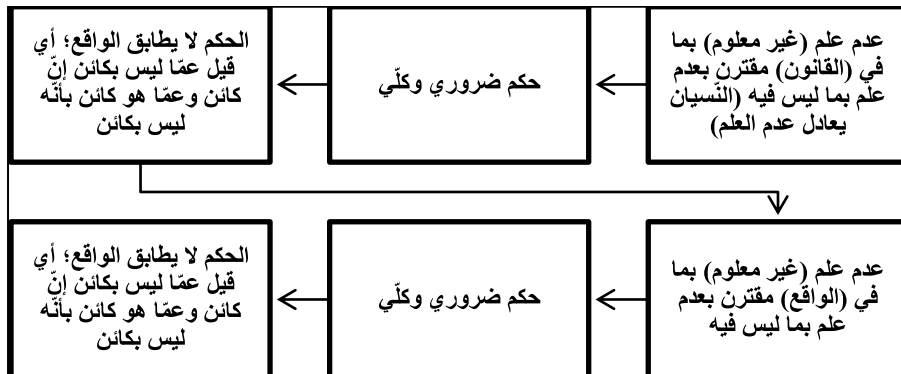 عدم علم (غير معلوم) بما
في (القانون) مقترن بعدم
علم بما ليس فيه (النّسيان
يعادل عدم العلم)
حكم ضروري وكلّي
الحكم لا يطابق الواقع؛ أي
قيل عمّا ليس بكائن إنّ
كائن وعمّا هو كائن بأنّه
ليس بكائن
عدم علم (غير معلوم) بما
في (الواقع) مقترن بعدم
علم بما ليس فيه
حكم ضروري وكلّي
الحكم لا يطابق الواقع؛ أي
قيل عمّا ليس بكائن إنّ
كائن وعمّا هو كائن بأنّه
ليس بكائن